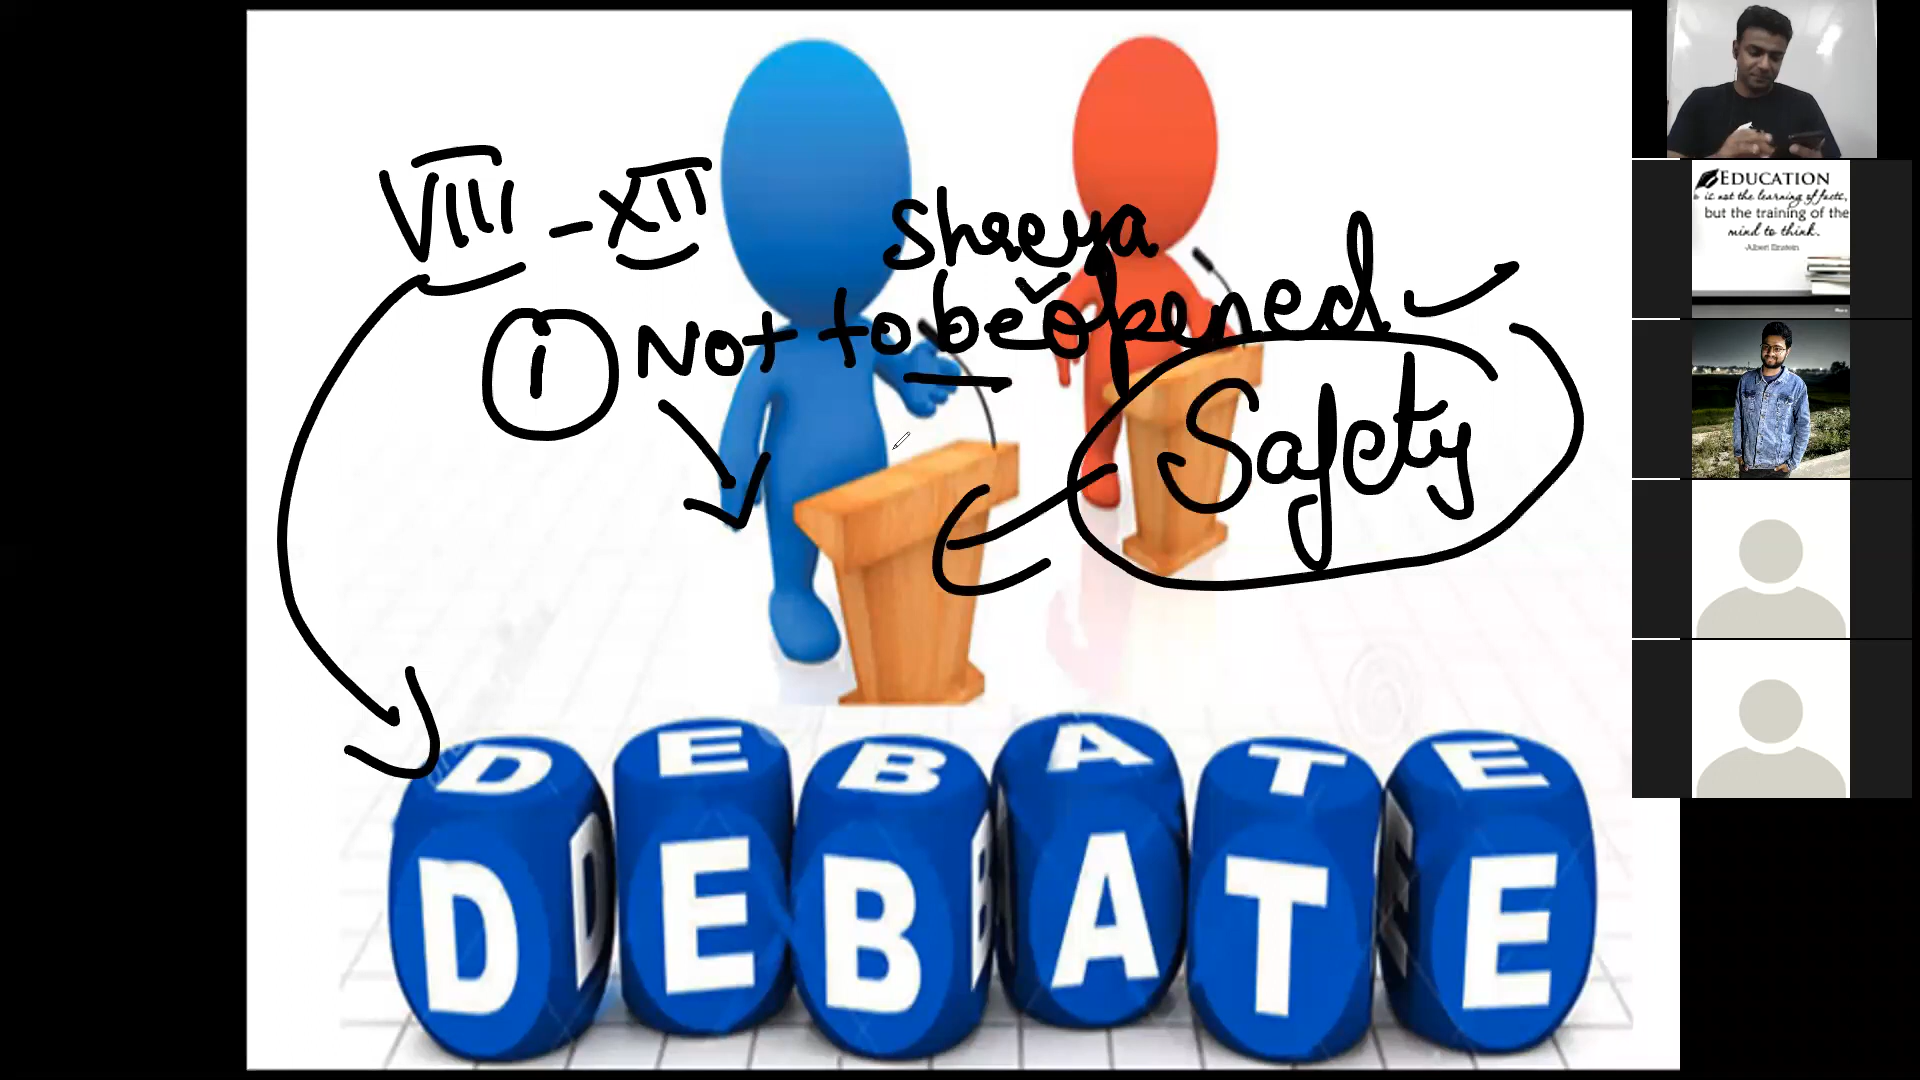 VIII - XII
Shreya
i Not to be opened
Safety
D E B A T E
D D E B B A T E E
EDUCATION
is not the learning of facts,
but the training of the
mind to think.
-Albert Einstein